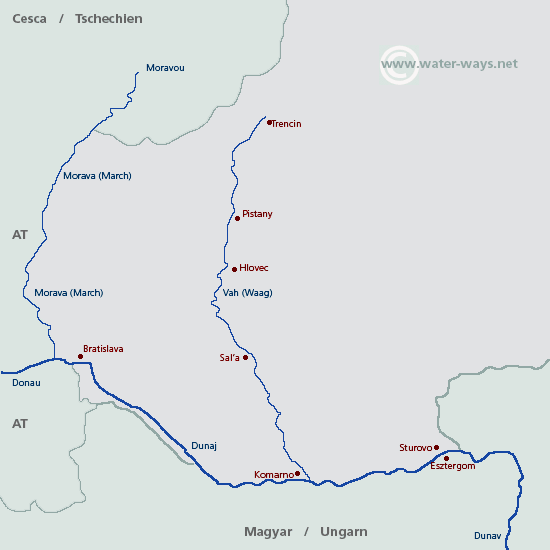 Cesca / Tschechien
© www.water-ways.net
Moravou
Trencin
Morava (March)
Pistany
AT
Hlovec
Morava (March)
Vah (Waag)
Bratislava
Sal'a
Donau
AT
Dunaj
Sturovo
Esztergom
Komarno
Magyar / Ungarn
Dunav